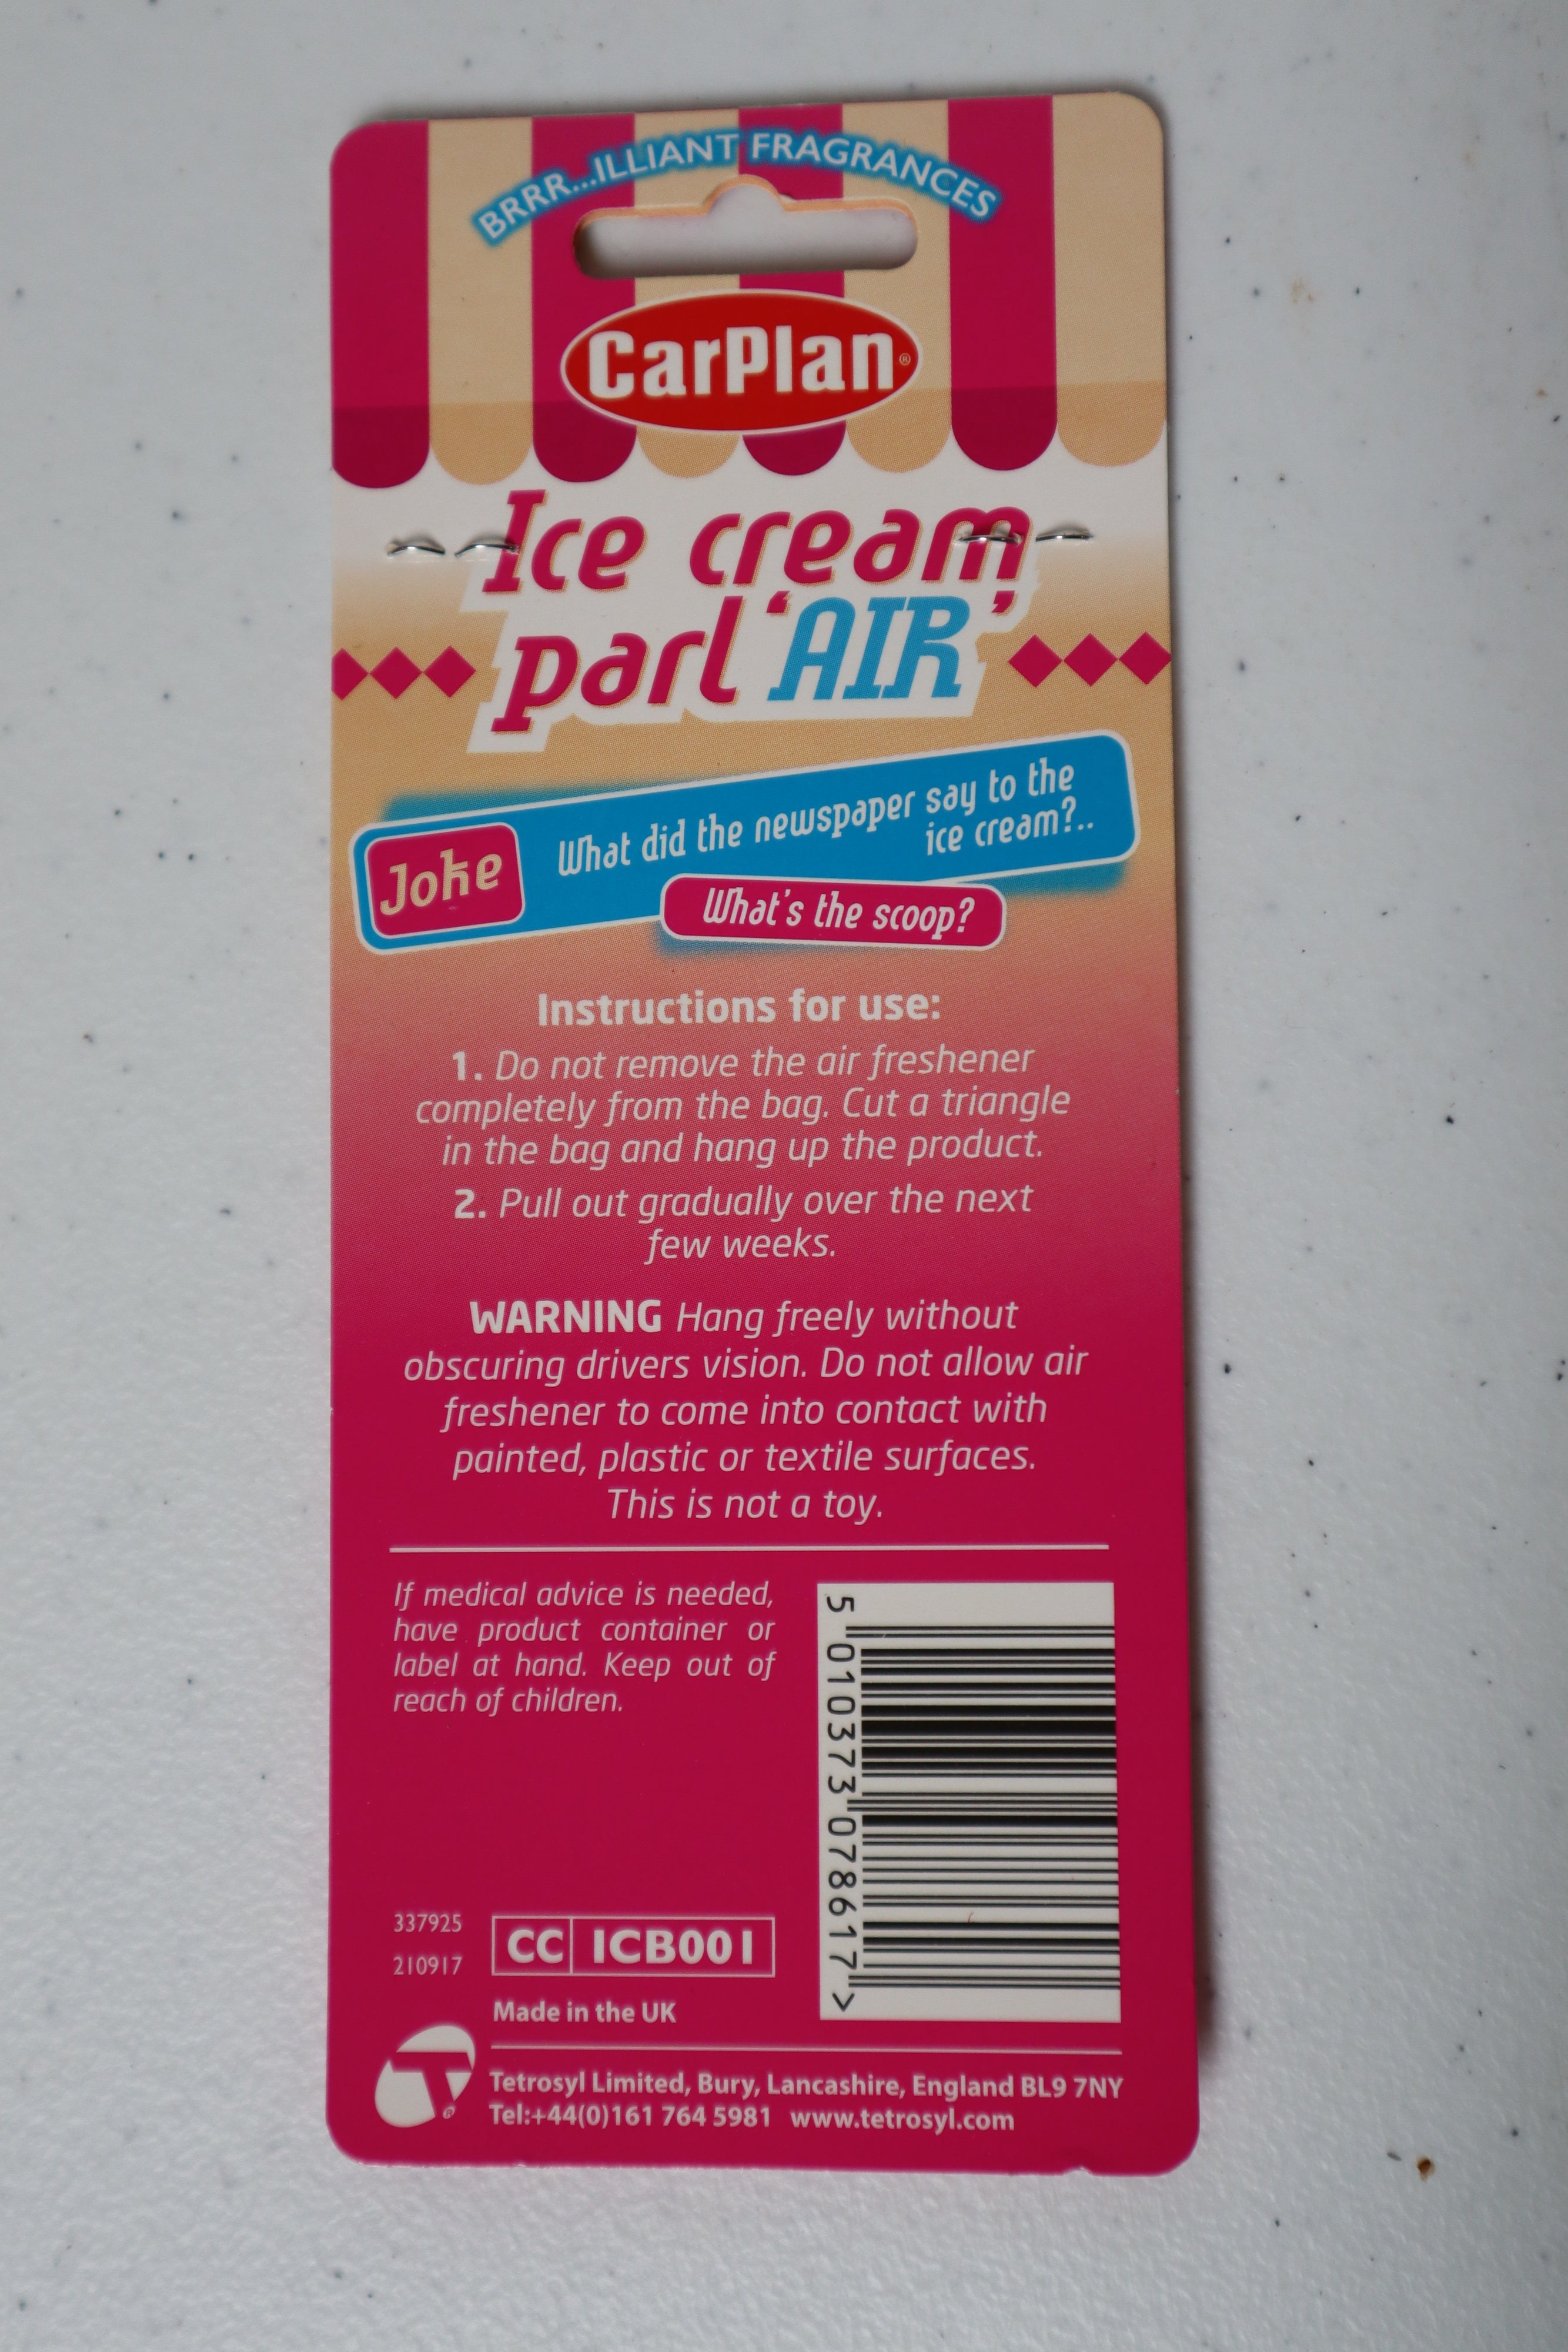 BRRR...ILLIANT FRAGRANCES
CarPlan®
Ice cream
parl 'AIR'
Joke
What did the newspaper say to the
ice cream?..
What's the scoop?
Instructions for use:
1. Do not remove the air freshener
completely from the bag. Cut a triangle
in the bag and hang up the product.
2. Pull out gradually over the next
few weeks.
WARNING Hang freely without
obscuring drivers vision. Do not allow air
freshener to come into contact with
painted, plastic or textile surfaces.
This is not a toy.
If medical advice is needed,
have product container or
label at hand. Keep out of
reach of children.
5 010373 078617 >
337925
210917
CC ICB001
Made in the UK
T®
Tetrosyl Limited, Bury, Lancashire, England BL9 7NY
Tel:+44(0)161 764 5981 www.tetrosyl.com